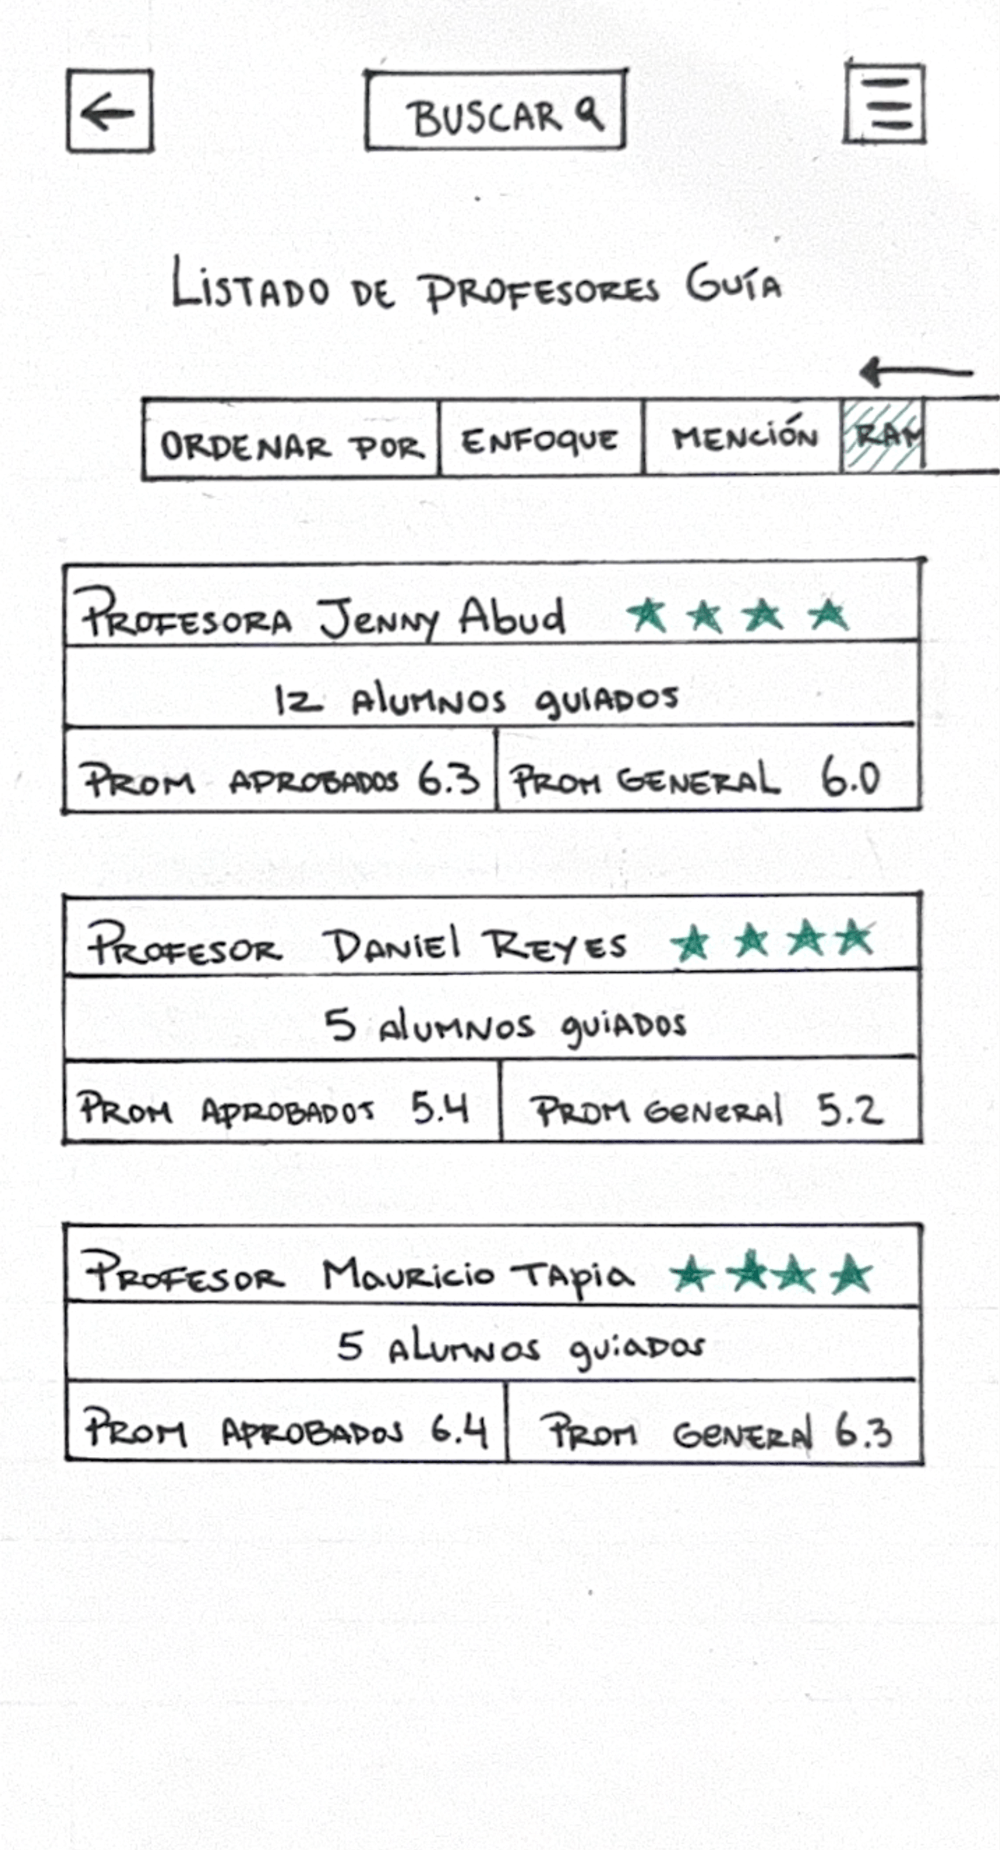 BUSCAR
LISTADO DE PROFESORES GUÍA
ORDENAR POR ENFOQUE MENCIÓN RAM
PROFESORA JENNY Abud
12 ALUMNOS GUIADOS
PROM APROBADOS 6.3 PROM GENERAL 6.0
PROFESOR DANIEL REYES
5 ALUMNOS GUIADOS
PROM APROBADOS 5.4 PROM GENERAL 5.2
PROFESOR MAURICIO TAPIA
5 ALUMNOS GUIADOS
PROM APROBADOS 6.4 PROM GENERAL 6.3